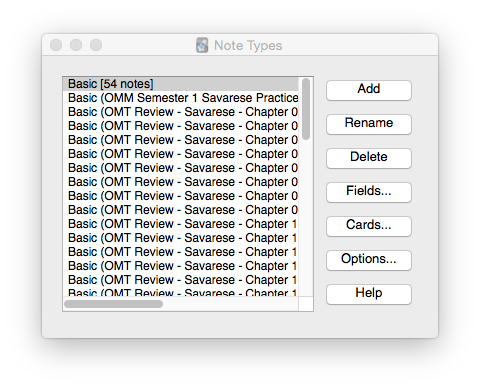 Note Types
Basic [54 notes]
Basic (OMM Semester 1 Savarese Practice
Basic (OMT Review - Savarese - Chapter 0
Basic (OMT Review - Savarese - Chapter 0
Basic (OMT Review - Savarese - Chapter 0
Basic (OMT Review - Savarese - Chapter 0
Basic (OMT Review - Savarese - Chapter 0
Basic (OMT Review - Savarese - Chapter 0
Basic (OMT Review - Savarese - Chapter 0
Basic (OMT Review - Savarese - Chapter 0
Basic (OMT Review - Savarese - Chapter 1
Basic (OMT Review - Savarese - Chapter 1
Basic (OMT Review - Savarese - Chapter 1
Basic (OMT Review - Savarese - Chapter 1
Basic (OMT Review - Savarese - Chapter 1
Basic (OMT Review - Savarese - Chapter 1
Add
Rename
Delete
Fields...
Cards...
Options...
Help